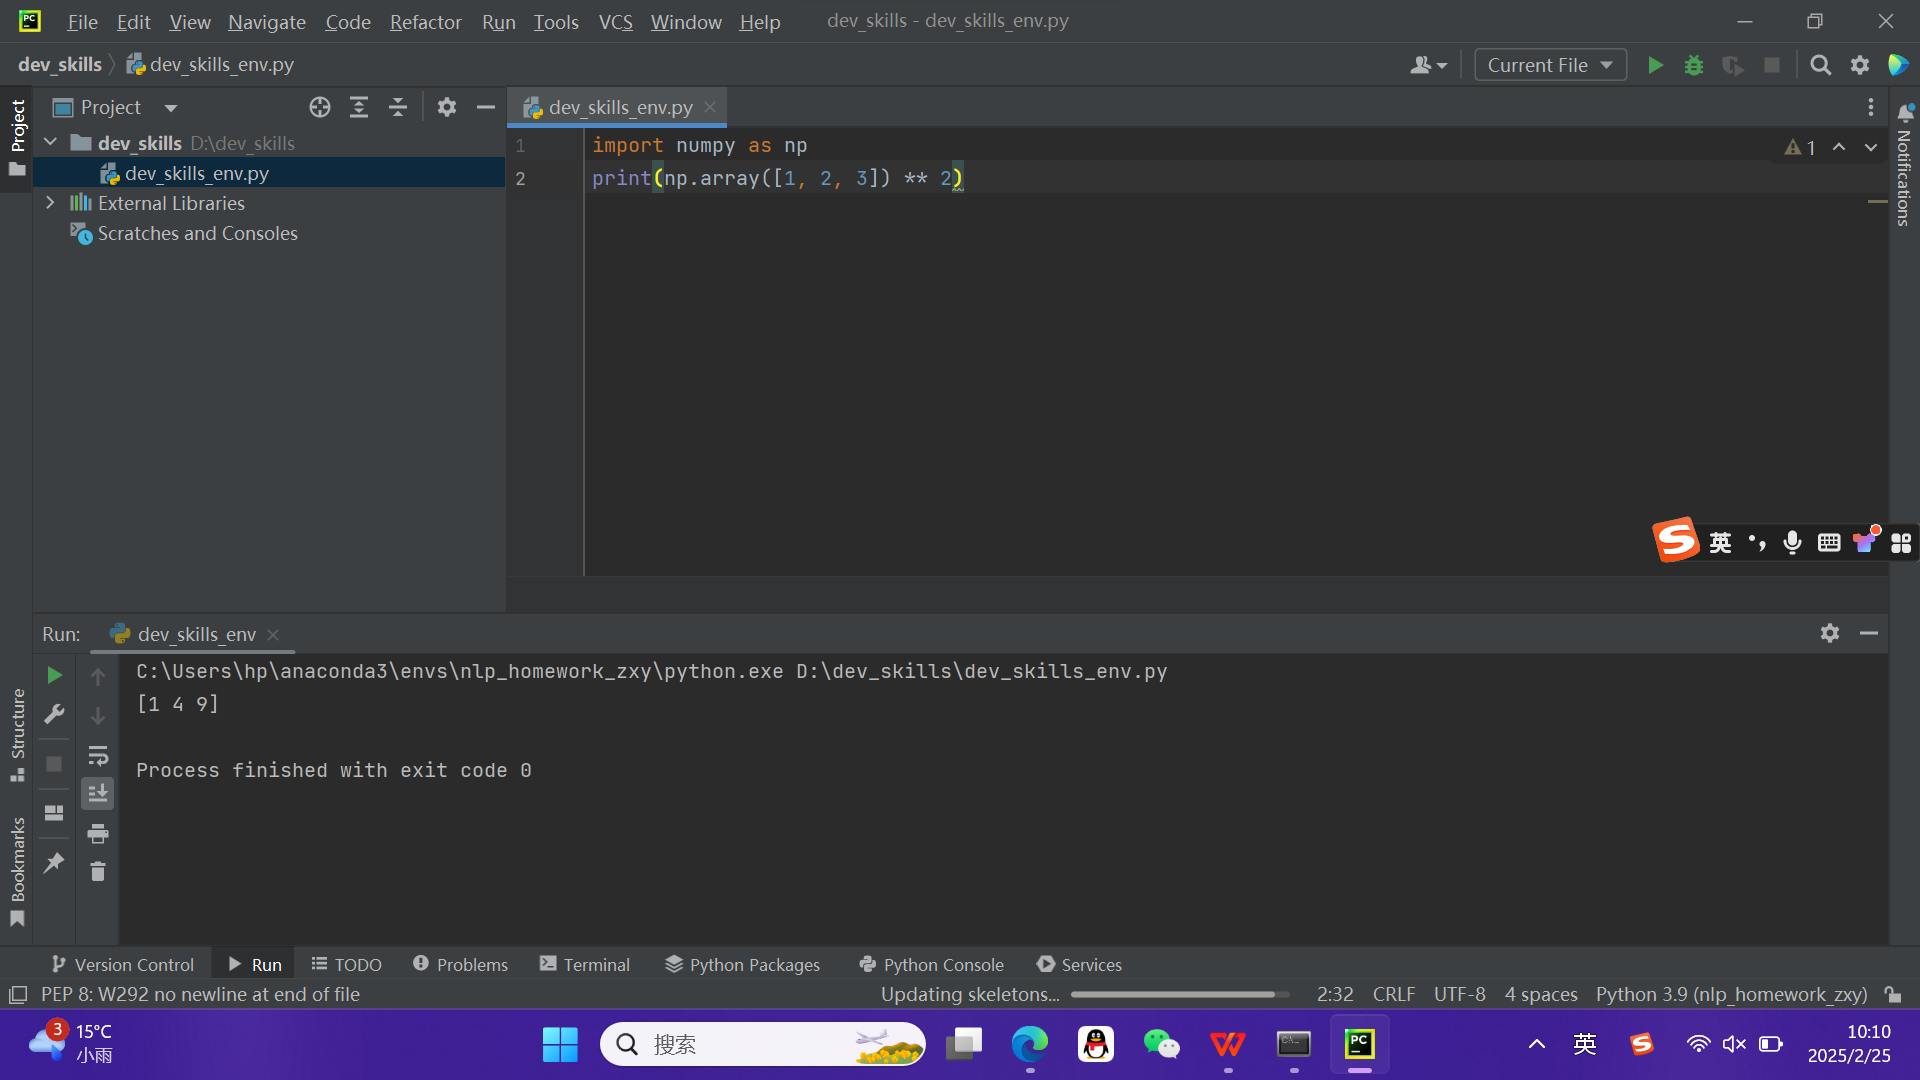 File Edit View Navigate Code Refactor Run Tools VCS Window Help dev_skills - dev_skills_env.py
dev_skills dev_skills_env.py Current File
Project
Project
dev_skills D:\dev_skills
dev_skills_env.py
External Libraries
Scratches and Consoles
dev_skills_env.py
1 import numpy as np
2 print(np.array([1, 2, 3]) ** 2)
1
Notifications
英
Run: dev_skills_env
C:\Users\hp\anaconda3\envs\nlp_homework_zxy\python.exe D:\dev_skills\dev_skills_env.py
[1 4 9]
Process finished with exit code 0
Structure
Bookmarks
Version Control Run TODO Problems Terminal Python Packages Python Console Services
PEP 8: W292 no newline at end of file Updating skeletons... 2:32 CRLF UTF-8 4 spaces Python 3.9 (nlp_homework_zxy)
3 15°C
小雨
搜索
PC
英
10:10
2025/2/25